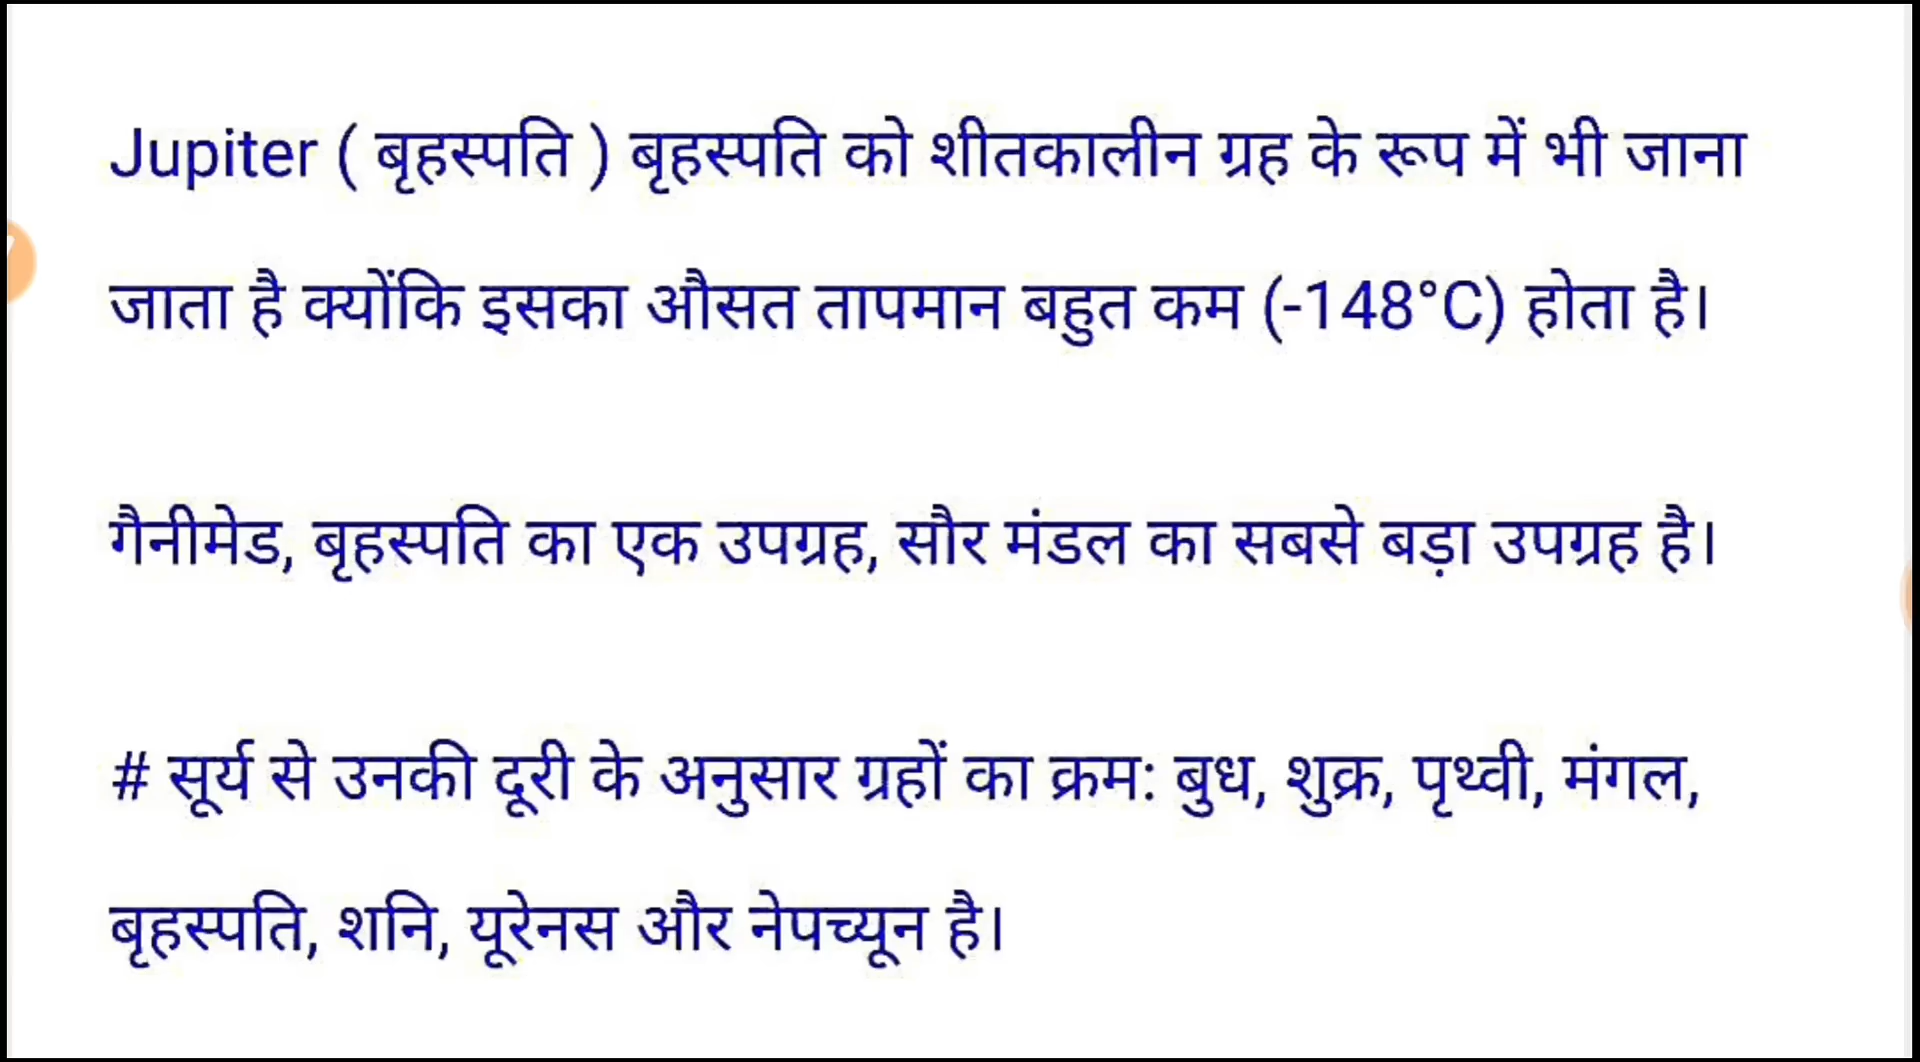 Jupiter ( बृहस्पति ) बृहस्पति को शीतकालीन ग्रह के रूप में भी जाना
जाता है क्योंकि इसका औसत तापमान बहुत कम (-148°C) होता है।
गैनीमेड, बृहस्पति का एक उपग्रह, सौर मंडल का सबसे बड़ा उपग्रह है।
# सूर्य से उनकी दूरी के अनुसार ग्रहों का क्रम: बुध, शुक्र, पृथ्वी, मंगल,
बृहस्पति, शनि, यूरेनस और नेपच्यून है।